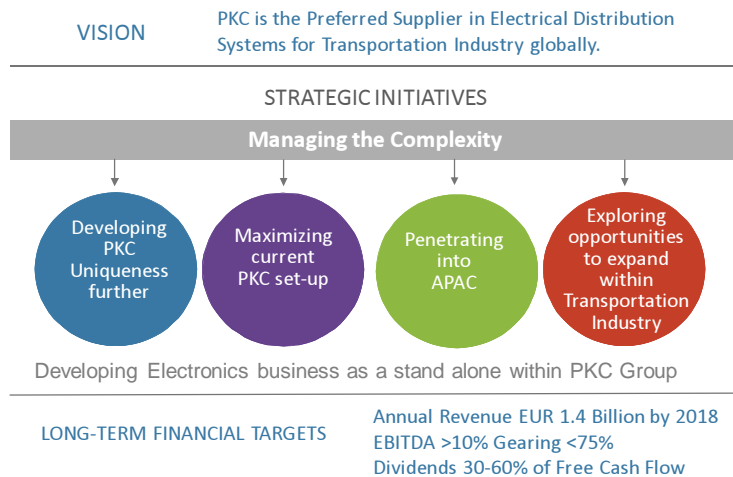 VISION
PKC is the Preferred Supplier in Electrical Distribution
Systems for Transportation Industry globally.
STRATEGIC INITIATIVES
Managing the Complexity
Developing
PKC
Uniqueness
further
Maximizing
current
PKC set-up
Penetrating
into
APAC
Exploring
opportunities
to expand
within
Transportation
Industry
Developing Electronics business as a stand alone within PKC Group
LONG-TERM FINANCIAL TARGETS
Annual Revenue EUR 1.4 Billion by 2018
EBITDA >10% Gearing <75%
Dividends 30-60% of Free Cash Flow